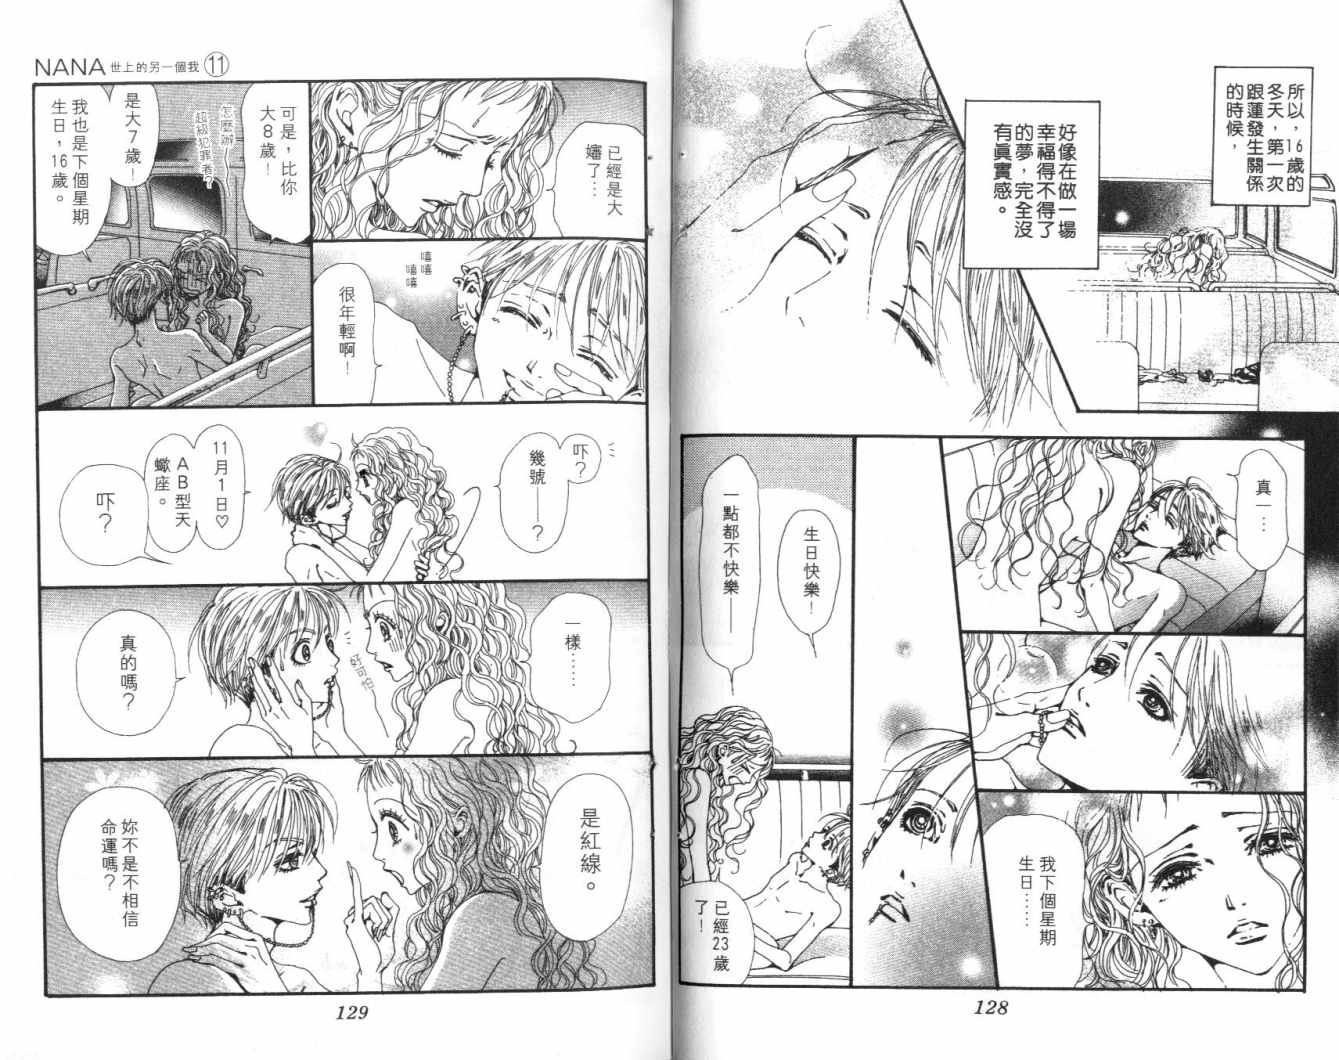 所以，16歲的
冬天，第一次
跟蓮發生關係
的時候，
好像在做一場
幸福得不得了
的夢，完全沒
有真實感。
真一…
我下個星期
生日……
生日快樂！
一點都不快樂——
已經23歲
了！
128
NANA 世上的另一個我 11
已經是大
嬸了…
嘻嘻
嘻嘻
很年輕啊！
可是，比你
大8歲！
怎麼辦
超級犯罪者？
是大7歲！
我也是下個星期
生日，16歲。
吓？
幾號——？
11月1日♡
AB型天
蠍座。
吓？
一樣……
好可怕
真的嗎？
是紅線。
妳不是不相信
命運嗎？
129